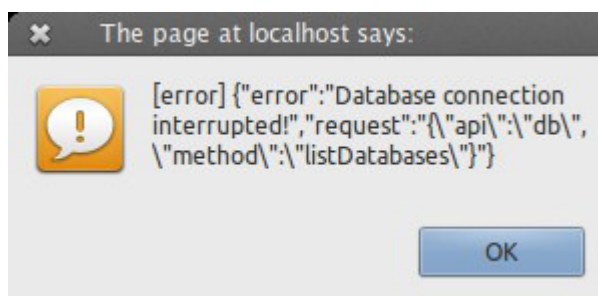 The page at localhost says:
[error] {"error":"Database connection
interrupted!","request":"{\"api\":\"db\",
\"method\":\"listDatabases\"}"}
OK